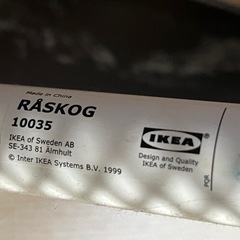 Made in China
RÅSKOG
10035
IKEA of Sweden AB
SE-343 81 Älmhult
© Inter IKEA Systems B.V. 1999
IKEA
Design and Quality
IKEA of Sweden
PQR